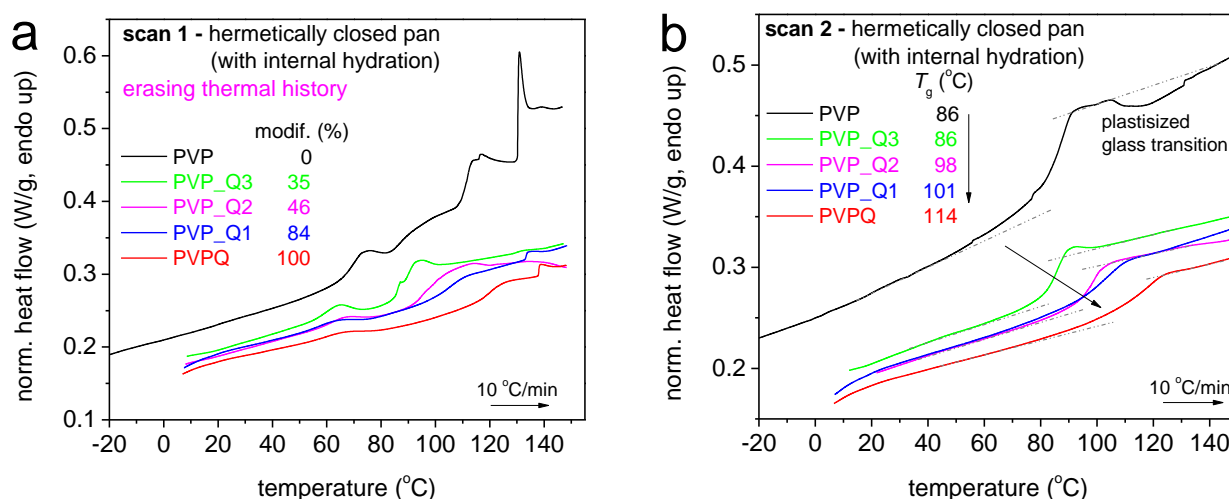 a
scan 1 - hermetically closed pan
(with internal hydration)
erasing thermal history
modif. (%)
PVP 0
PVP_Q3 35
PVP_Q2 46
PVP_Q1 84
PVPQ 100
10 °C/min
norm. heat flow (W/g, endo up)
0.6
0.5
0.4
0.3
0.2
0.1
-20 0 20 40 60 80 100 120 140
temperature (°C)
b
scan 2 - hermetically closed pan
(with internal hydration)
Tg (°C)
PVP 86
PVP_Q3 86
PVP_Q2 98
PVP_Q1 101
PVPQ 114
plastisized
glass transition
10 °C/min
norm. heat flow (W/g, endo up)
0.5
0.4
0.3
0.2
-20 0 20 40 60 80 100 120 140
temperature (°C)